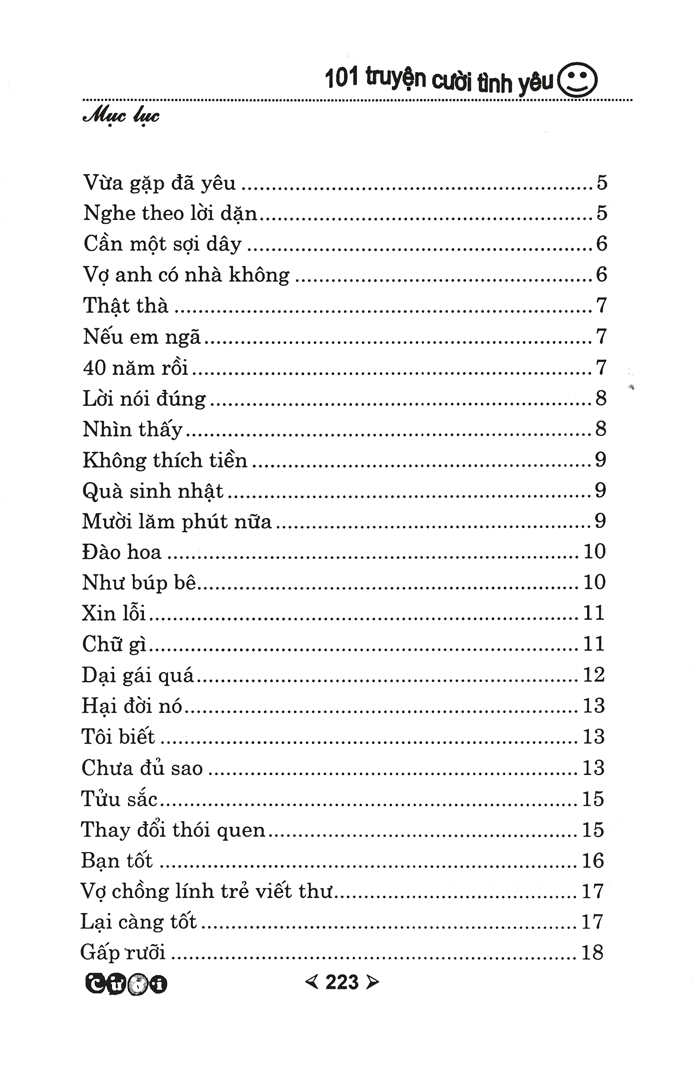 101 truyện cười tình yêu
Mục lục
Vừa gặp đã yêu ........................................................ 5
Nghe theo lời dặn..................................................... 5
Cần một sợi dây ....................................................... 6
Vợ anh có nhà không ............................................... 6
Thật thà ................................................................... 7
Nếu em ngã.............................................................. 7
40 năm rồi................................................................ 7
Lời nói đúng............................................................. 8
Nhìn thấy................................................................. 8
Không thích tiền ...................................................... 9
Quà sinh nhật.......................................................... 9
Mười lăm phút nữa .................................................. 9
Đào hoa .................................................................. 10
Như búp bê............................................................. 10
Xin lỗi..................................................................... 11
Chữ gì..................................................................... 11
Dại gái quá............................................................. 12
Hại đời nó............................................................... 13
Tôi biết ................................................................... 13
Chưa đủ sao ........................................................... 13
Tửu sắc................................................................... 15
Thay đổi thói quen................................................. 15
Bạn tốt ................................................................... 16
Vợ chồng lính trẻ viết thư...................................... 17
Lại càng tốt ............................................................ 17
Gấp rưỡi ................................................................. 18
cười
223